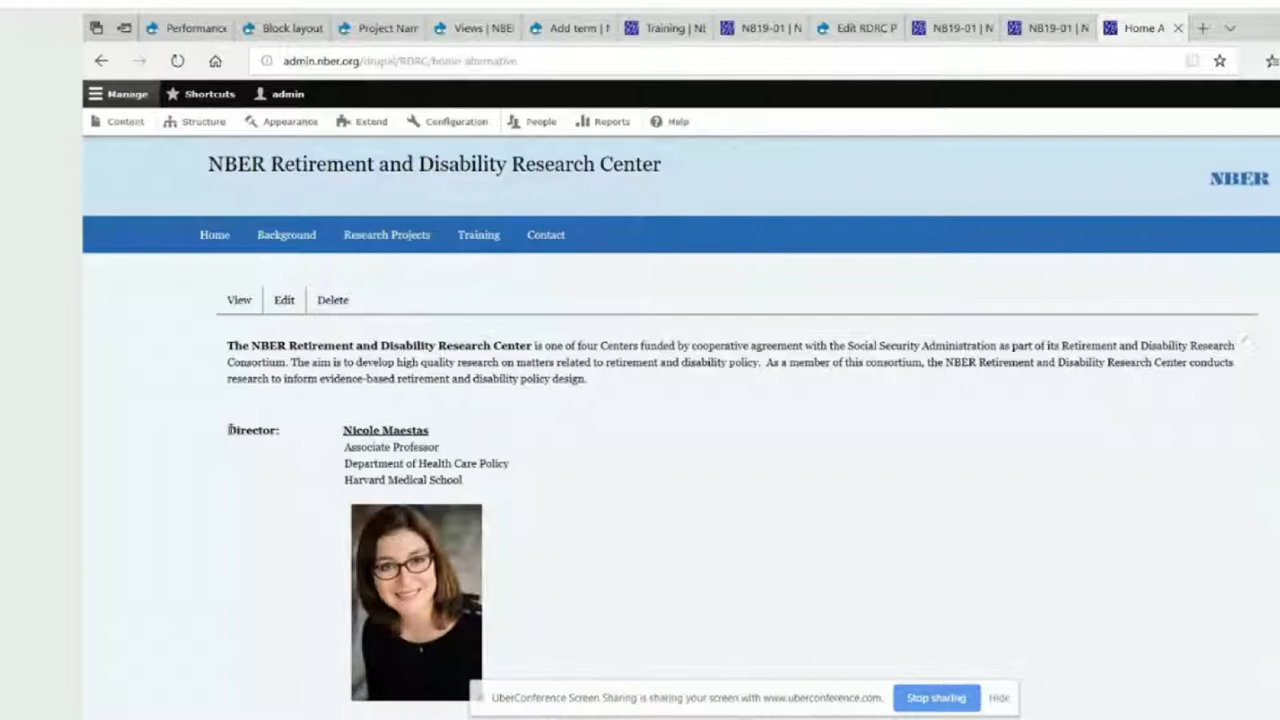 Performance
Block layout
Project Nam
Views | NBE
Add term | N
Training | NB
NB19-01 | N
Edit RDRC P
NB19-01 | N
NB19-01 | N
Home A
admin.nber.org/drupal/RDRC/home-alternative
Manage
Shortcuts
admin
Content
Structure
Appearance
Extend
Configuration
People
Reports
Help
NBER Retirement and Disability Research Center
NBER
Home
Background
Research Projects
Training
Contact
View
Edit
Delete
The NBER Retirement and Disability Research Center is one of four Centers funded by cooperative agreement with the Social Security Administration as part of its Retirement and Disability Research
Consortium. The aim is to develop high quality research on matters related to retirement and disability policy. As a member of this consortium, the NBER Retirement and Disability Research Center conducts
research to inform evidence-based retirement and disability policy design.
Director:
Nicole Maestas
Associate Professor
Department of Health Care Policy
Harvard Medical School
UberConference Screen Sharing is sharing your screen with www.uberconference.com.
Stop sharing
Hide